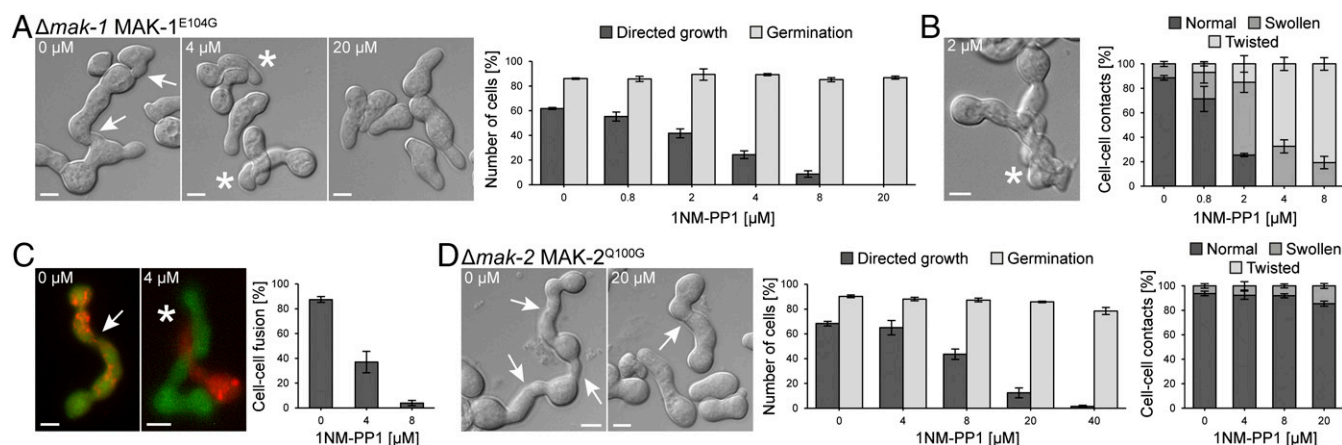 A Δmak-1 MAK-1E104G
0 µM
4 µM
*
*
20 µM
Directed growth Germination
Number of cells [%]
100
80
60
40
20
0
0 0.8 2 4 8 20
1NM-PP1 [µM]
B
2 µM
*
Normal Swollen
Twisted
Cell-cell contacts [%]
100
80
60
40
20
0
0 0.8 2 4 8
1NM-PP1 [µM]
C
0 µM
4 µM
*
Cell-cell fusion [%]
100
80
60
40
20
0
0 4 8
1NM-PP1 [µM]
D Δmak-2 MAK-2Q100G
0 µM
20 µM
Directed growth Germination
Number of cells [%]
100
80
60
40
20
0
0 4 8 20 40
1NM-PP1 [µM]
Normal Swollen
Twisted
Cell-cell contacts [%]
100
80
60
40
20
0
0 4 8 20
1NM-PP1 [µM]